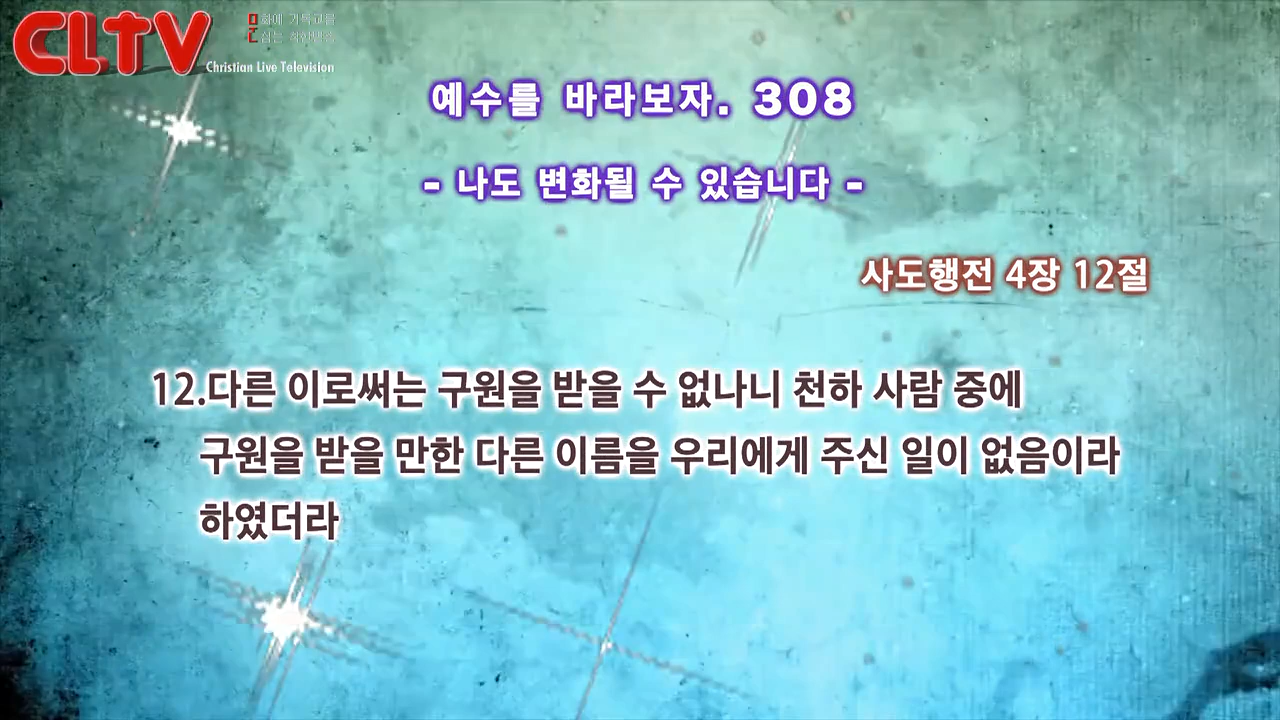 CLTV
Christian Live Television
예수를 바라보자. 308
- 나도 변화될 수 있습니다 -
사도행전 4장 12절
12.다른 이로써는 구원을 받을 수 없나니 천하 사람 중에
구원을 받을 만한 다른 이름을 우리에게 주신 일이 없음이라
하였더라